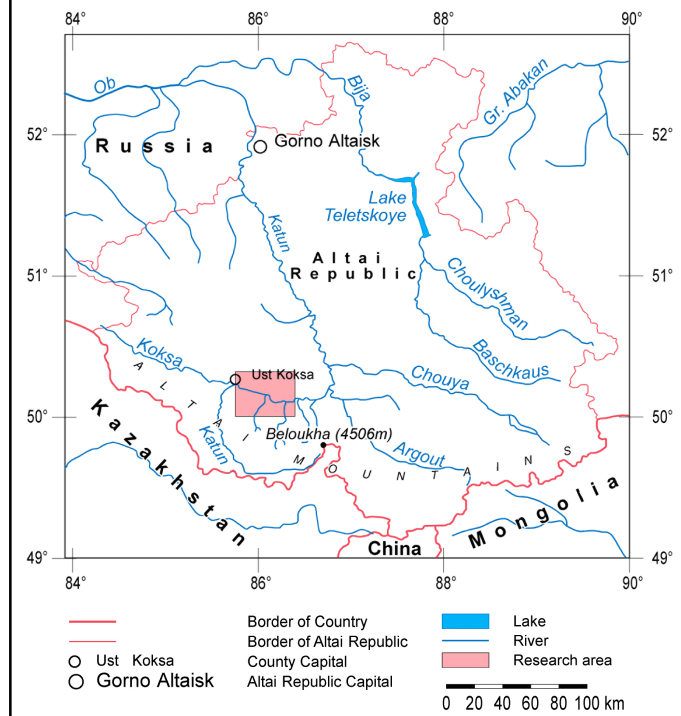 84°
86°
88°
90°
Ob
Bija
Gr. Abakan
52°
52°
Russia
Gorno Altaisk
Lake
Teletskoye
Katun
Altai
Republic
51°
51°
Choulyshman
Baschkaus
Koksa
Ust Koksa
Chouya
50°
50°
Katun
Beloukha (4506m)
Argout
ALTAI MOUNTAINS
Kazakhstan
Mongolia
China
49°
49°
84°
86°
88°
90°
Border of Country
Lake
Border of Altai Republic
River
Ust Koksa
County Capital
Research area
Gorno Altaisk
Altai Republic Capital
0 20 40 60 80 100 km